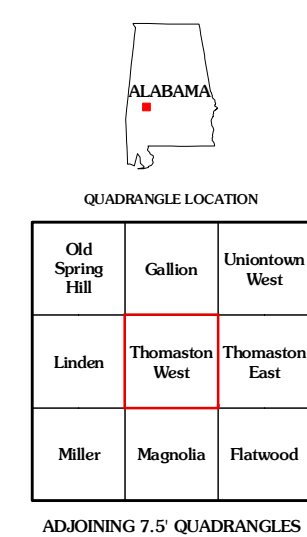 ALABAMA
QUADRANGLE LOCATION
Old
Spring
Hill
Gallion
Uniontown
West
Linden
Thomaston
West
Thomaston
East
Miller
Magnolia
Flatwood
ADJOINING 7.5' QUADRANGLES